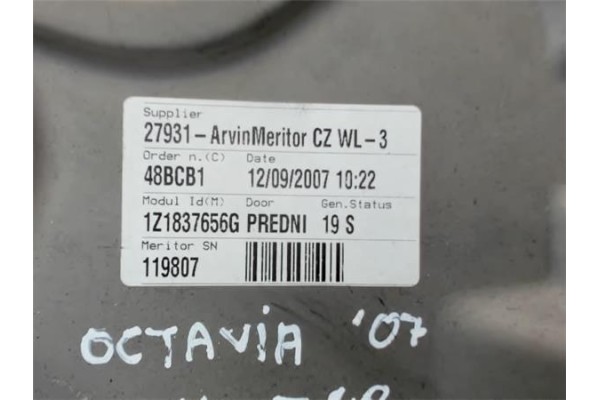 Supplier
27931-ArvinMeritor CZ WL-3
Order n.(C) Date
48BCB1 12/09/2007 10:22
Modul Id(M) Door Gen.Status
1Z1837656G PREDNI 19 S
Meritor SN
119807
OCTAVIA '07